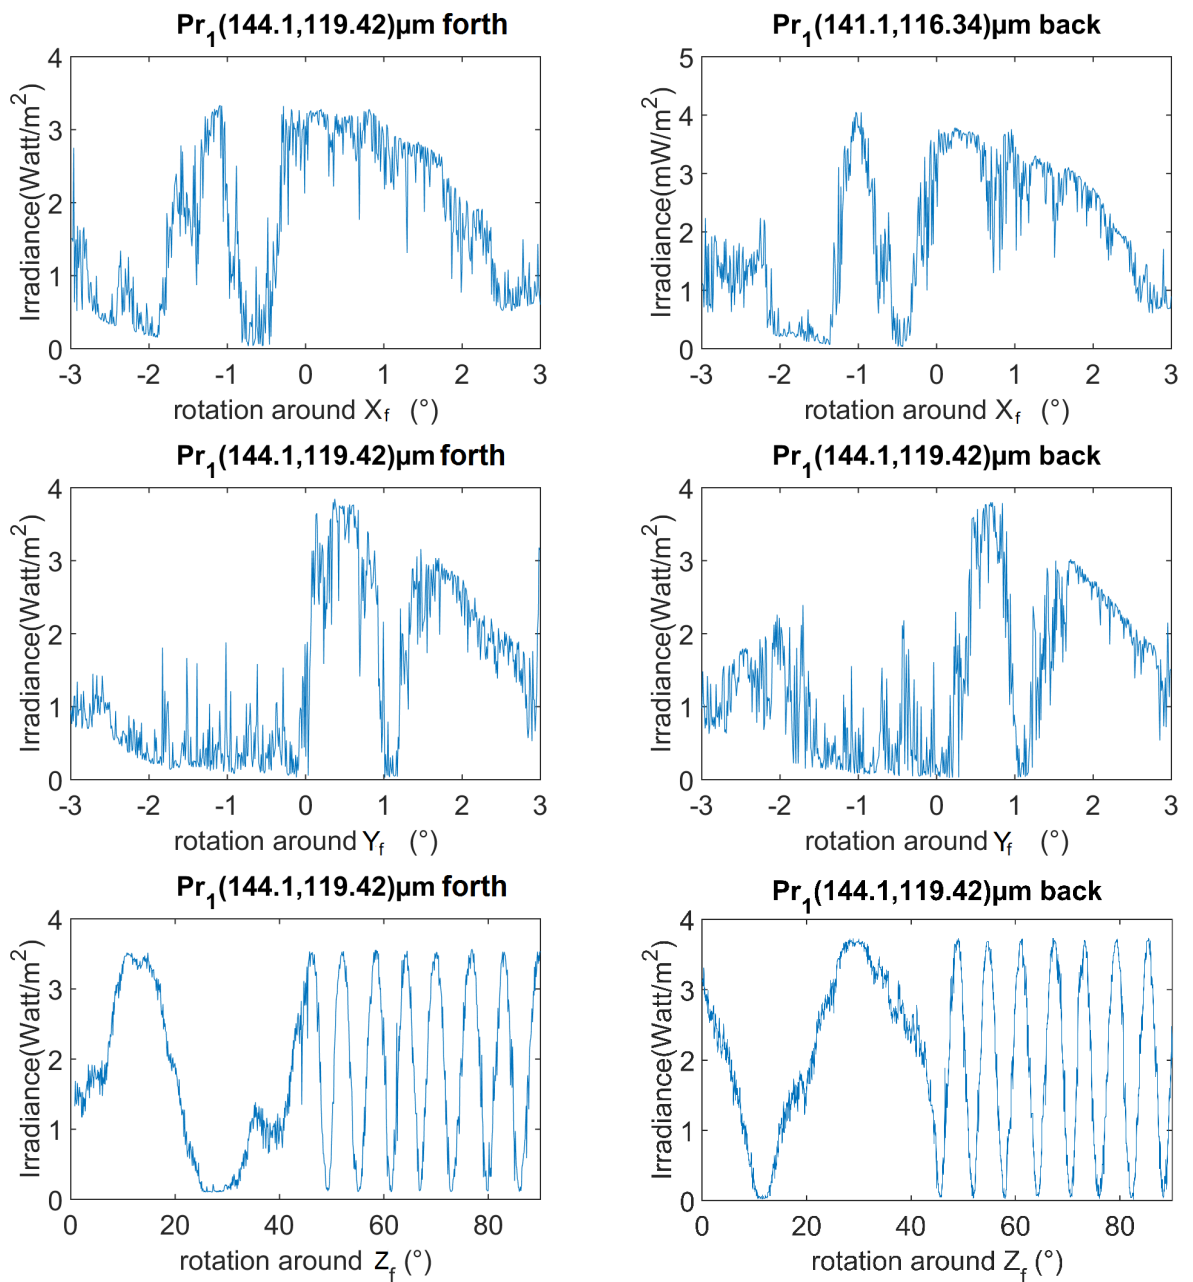 Pr1(144.1,119.42)µm forth
Irradiance(Watt/m2)
4
3
2
1
0
-3 -2 -1 0 1 2 3
rotation around Xf (°)
Pr1(141.1,116.34)µm back
Irradiance(mW/m2)
5
4
3
2
1
0
-3 -2 -1 0 1 2 3
rotation around Xf (°)
Pr1(144.1,119.42)µm forth
Irradiance(Watt/m2)
4
3
2
1
0
-3 -2 -1 0 1 2 3
rotation around Yf (°)
Pr1(144.1,119.42)µm back
Irradiance(Watt/m2)
4
3
2
1
0
-3 -2 -1 0 1 2 3
rotation around Yf (°)
Pr1(144.1,119.42)µm forth
Irradiance(Watt/m2)
4
3
2
1
0
0 20 40 60 80
rotation around Zf (°)
Pr1(144.1,119.42)µm back
Irradiance(Watt/m2)
4
3
2
1
0
0 20 40 60 80
rotation around Zf (°)